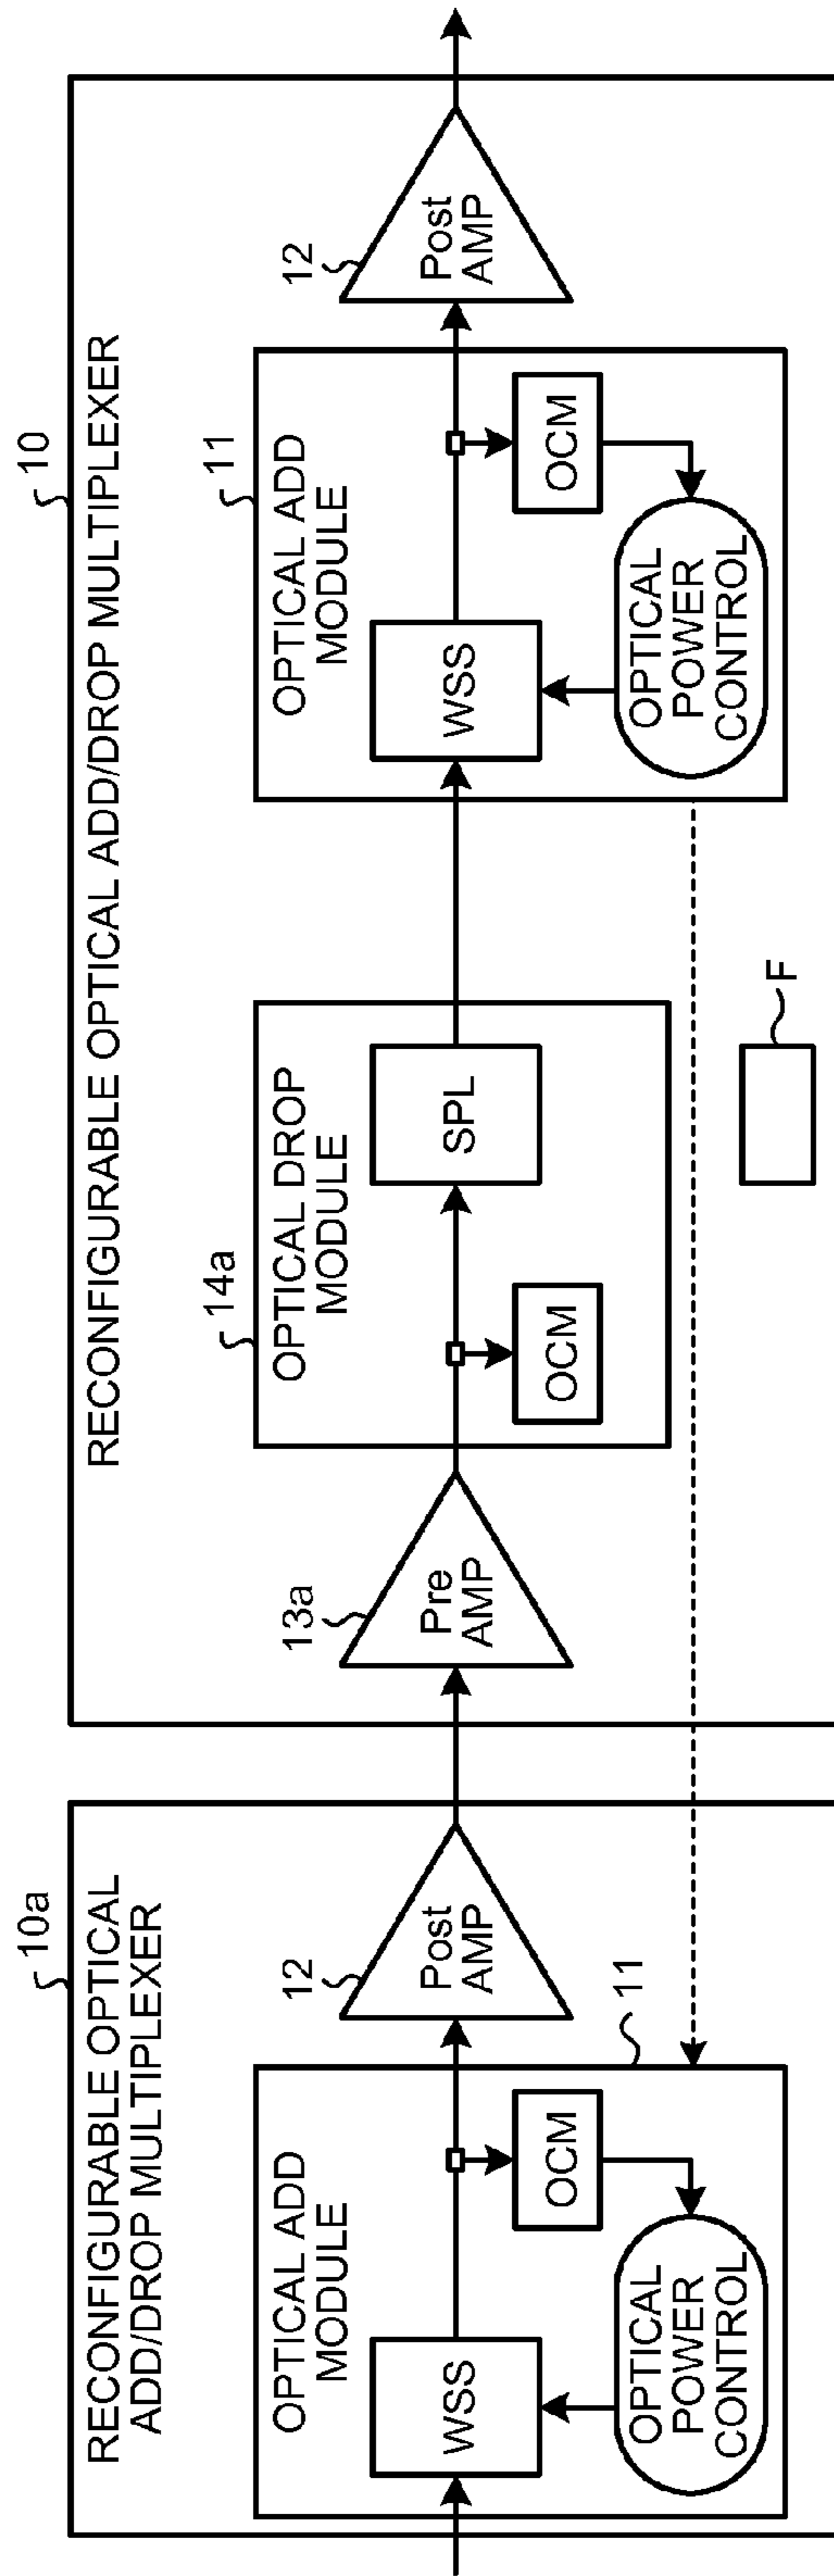 10a
RECONFIGURABLE OPTICAL
ADD/DROP MULTIPLEXER
OPTICAL ADD
MODULE
WSS
OCM
OPTICAL
POWER
CONTROL
11
12
Post
AMP
10
RECONFIGURABLE OPTICAL ADD/DROP MULTIPLEXER
13a
Pre
AMP
14a
OPTICAL DROP
MODULE
OCM
SPL
F
11
OPTICAL ADD
MODULE
WSS
OCM
OPTICAL
POWER
CONTROL
12
Post
AMP